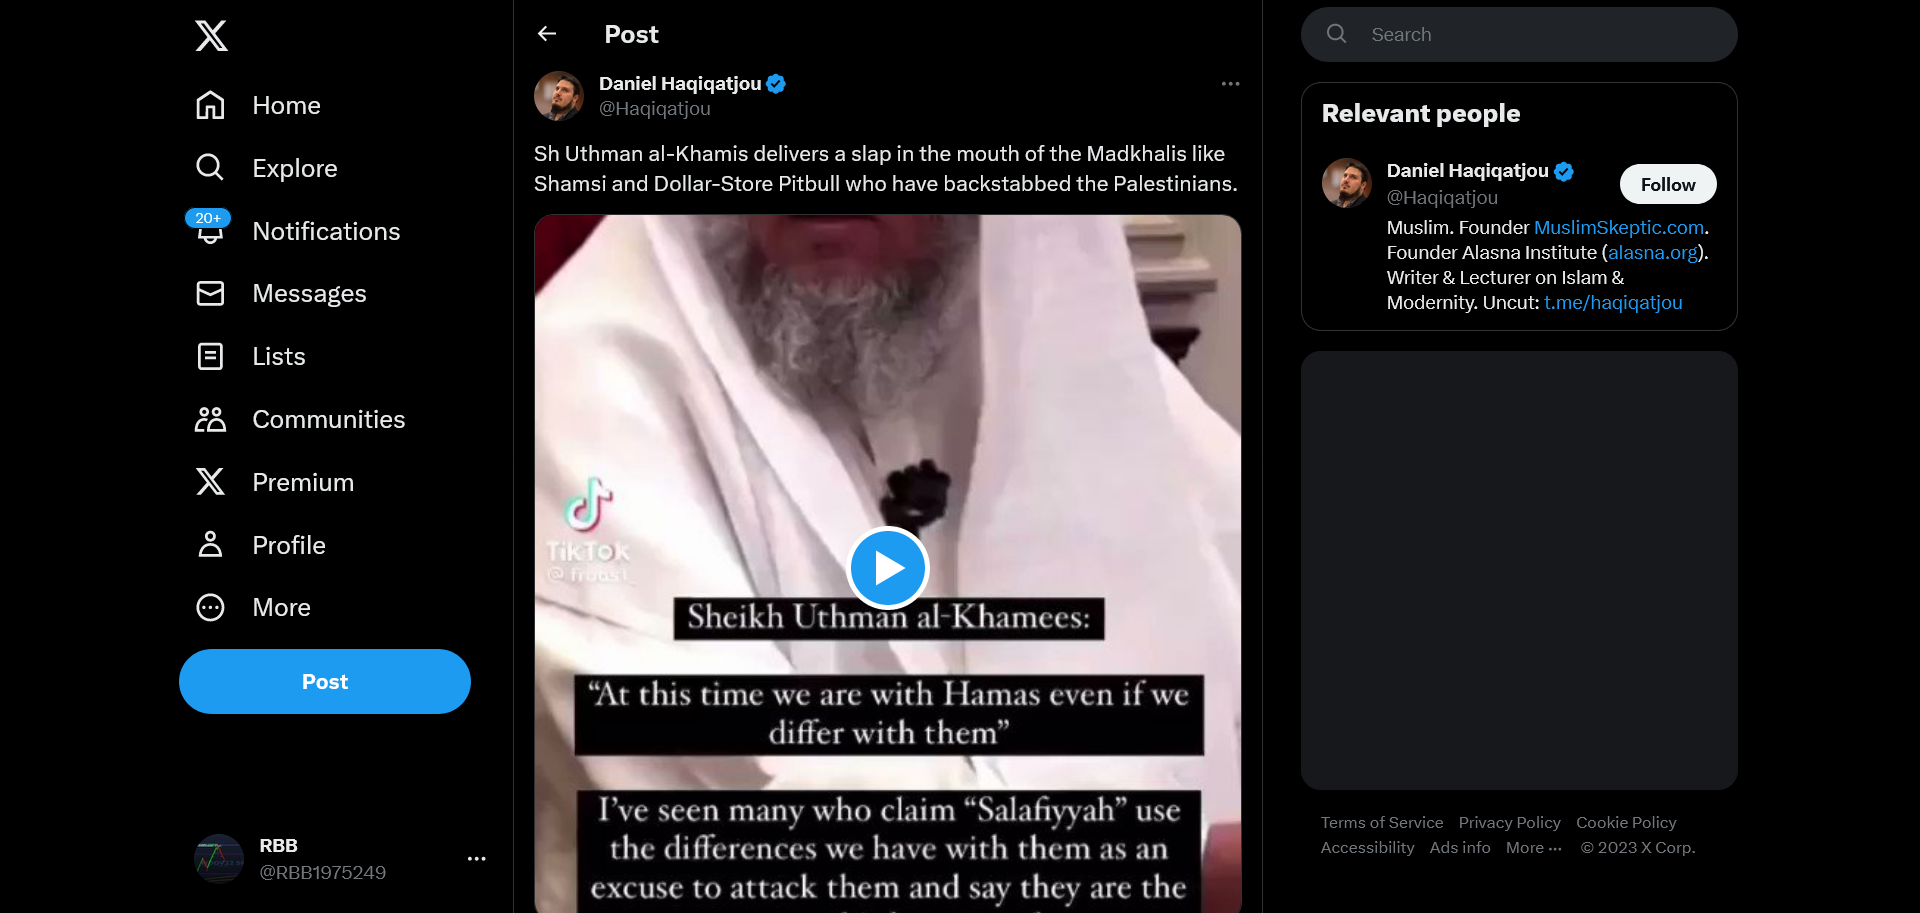 Home
Explore
20+
Notifications
Messages
Lists
Communities
Premium
Profile
More
Post
RBB
@RBB1975249
Post
Daniel Haqiqatjou
@Haqiqatjou
Sh Uthman al-Khamis delivers a slap in the mouth of the Madkhalis like
Shamsi and Dollar-Store Pitbull who have backstabbed the Palestinians.
TikTok
Sheikh Uthman al-Khamees:
“At this time we are with Hamas even if we
differ with them”
I’ve seen many who claim “Salafiyyah” use
the differences we have with them as an
excuse to attack them and say they are the
Search
Relevant people
Daniel Haqiqatjou
@Haqiqatjou
Follow
Muslim. Founder MuslimSkeptic.com.
Founder Alasna Institute (alasna.org).
Writer & Lecturer on Islam &
Modernity. Uncut: t.me/haqiqatjou
Terms of Service Privacy Policy Cookie Policy
Accessibility Ads info More ··· © 2023 X Corp.